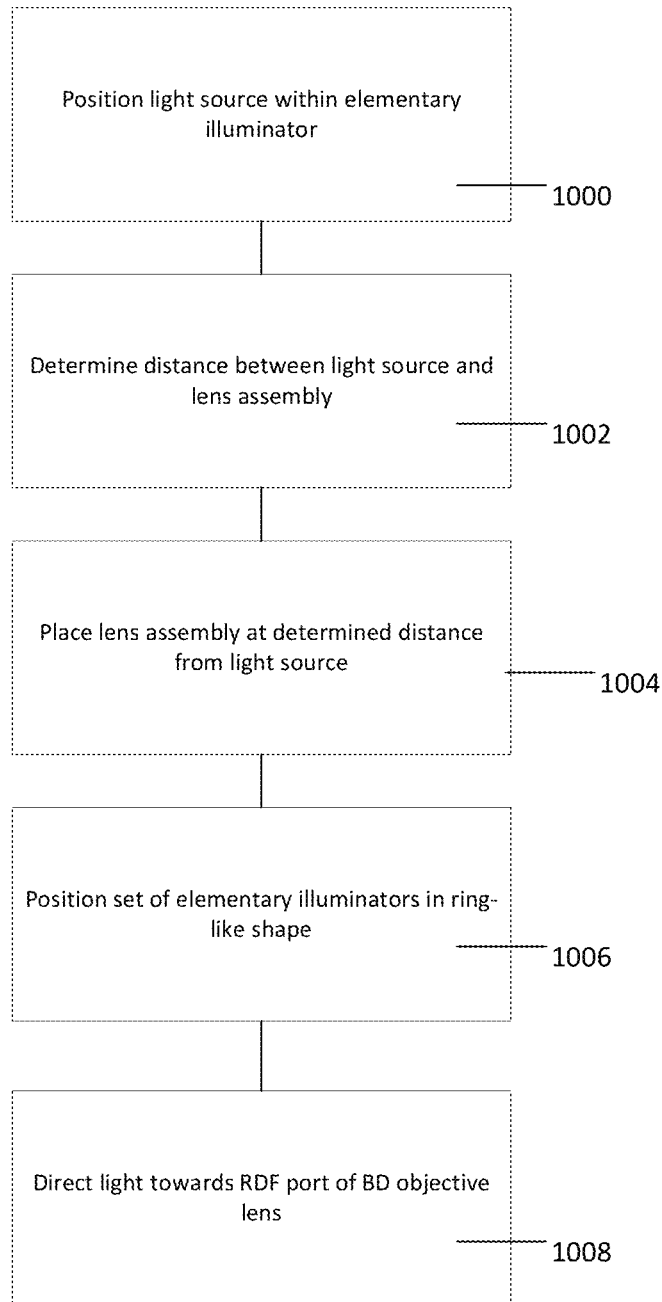 Position light source within elementary
illuminator
1000
Determine distance between light source and
lens assembly
1002
Place lens assembly at determined distance
from light source
1004
Position set of elementary illuminators in ring-
like shape
1006
Direct light towards RDF port of BD objective
lens
1008